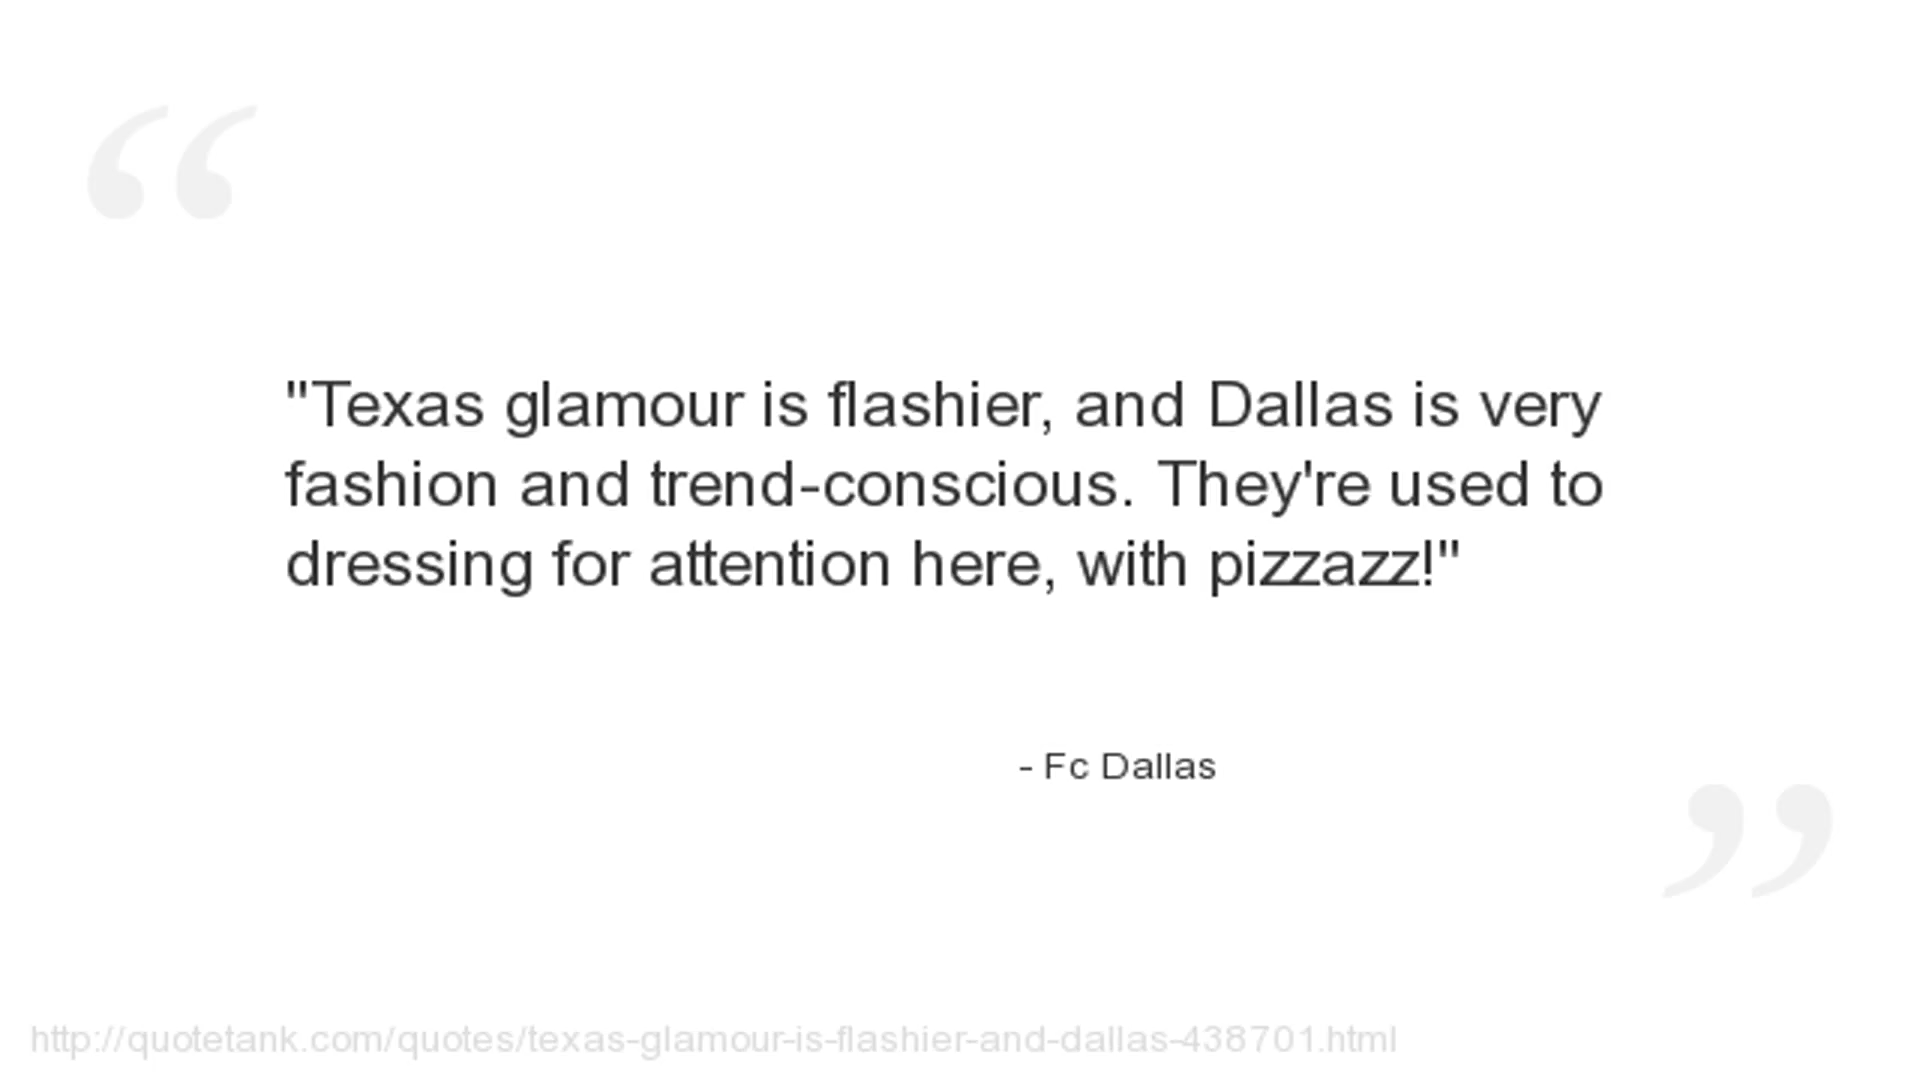 "Texas glamour is flashier, and Dallas is very
fashion and trend-conscious. They're used to
dressing for attention here, with pizzazz!"
- Fc Dallas
http://quotetank.com/quotes/texas-glamour-is-flashier-and-dallas-438701.html